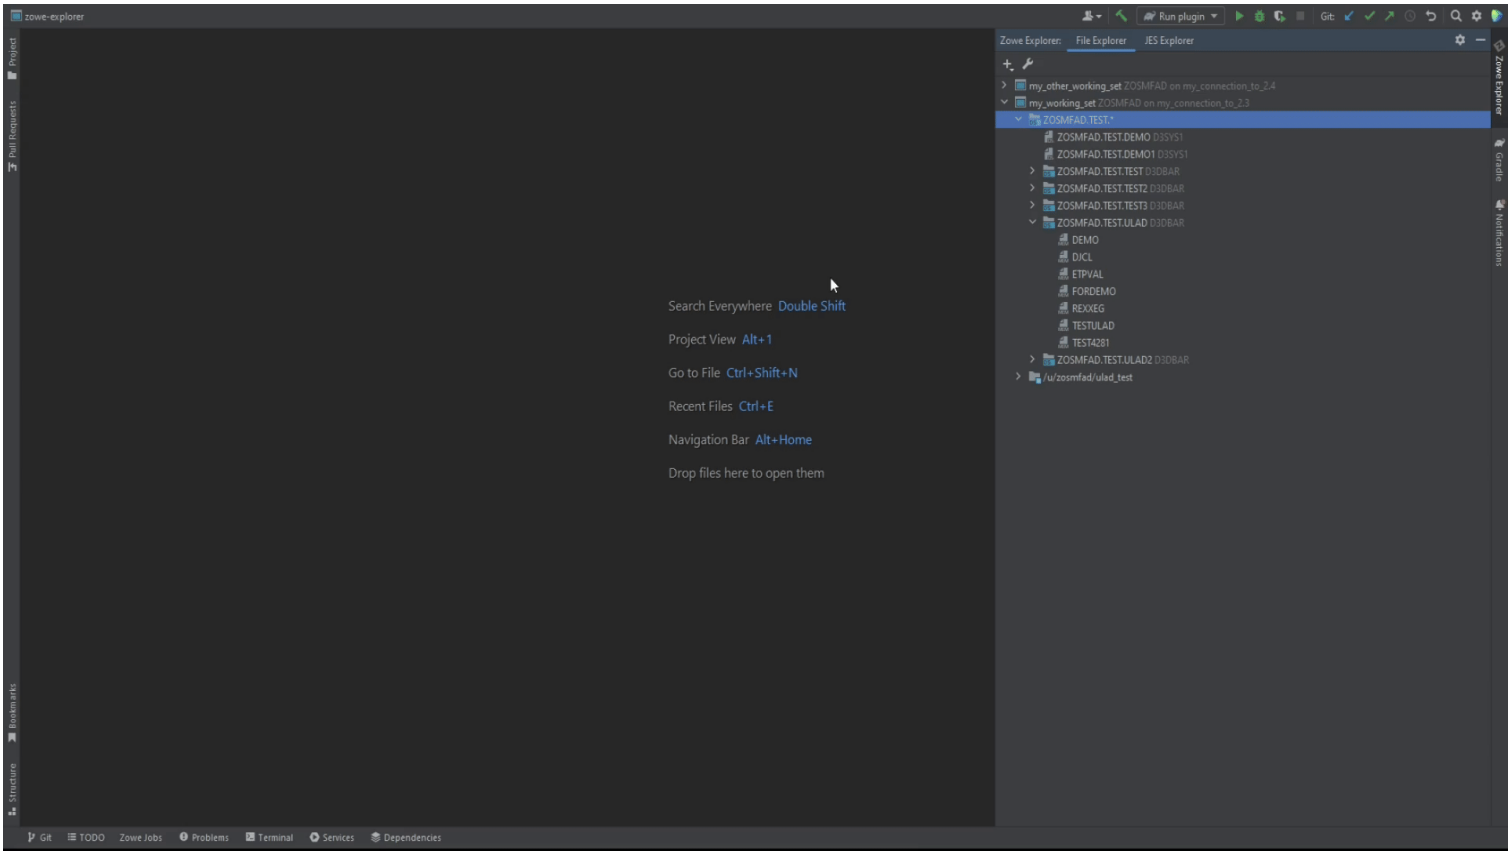 zowe-explorer
Run plugin
Git:
Project
Pull Requests
Bookmarks
Structure
Search Everywhere Double Shift
Project View Alt+1
Go to File Ctrl+Shift+N
Recent Files Ctrl+E
Navigation Bar Alt+Home
Drop files here to open them
Zowe Explorer: File Explorer JES Explorer
my_other_working_set ZOSMFAD on my_connection_to_2.4
my_working_set ZOSMFAD on my_connection_to_2.3
ZOSMFAD.TEST.*
ZOSMFAD.TEST.DEMO D3SYS1
ZOSMFAD.TEST.DEMO1 D3SYS1
ZOSMFAD.TEST.TEST D3DBAR
ZOSMFAD.TEST.TEST2 D3DBAR
ZOSMFAD.TEST.TEST3 D3DBAR
ZOSMFAD.TEST.ULAD D3DBAR
DEMO
DJCL
ETPVAL
FORDEMO
REXXEG
TESTULAD
TEST4281
ZOSMFAD.TEST.ULAD2 D3DBAR
/u/zosmfad/ulad_test
Zowe Explorer
Gradle
Notifications
Git TODO Zowe Jobs Problems Terminal Services Dependencies